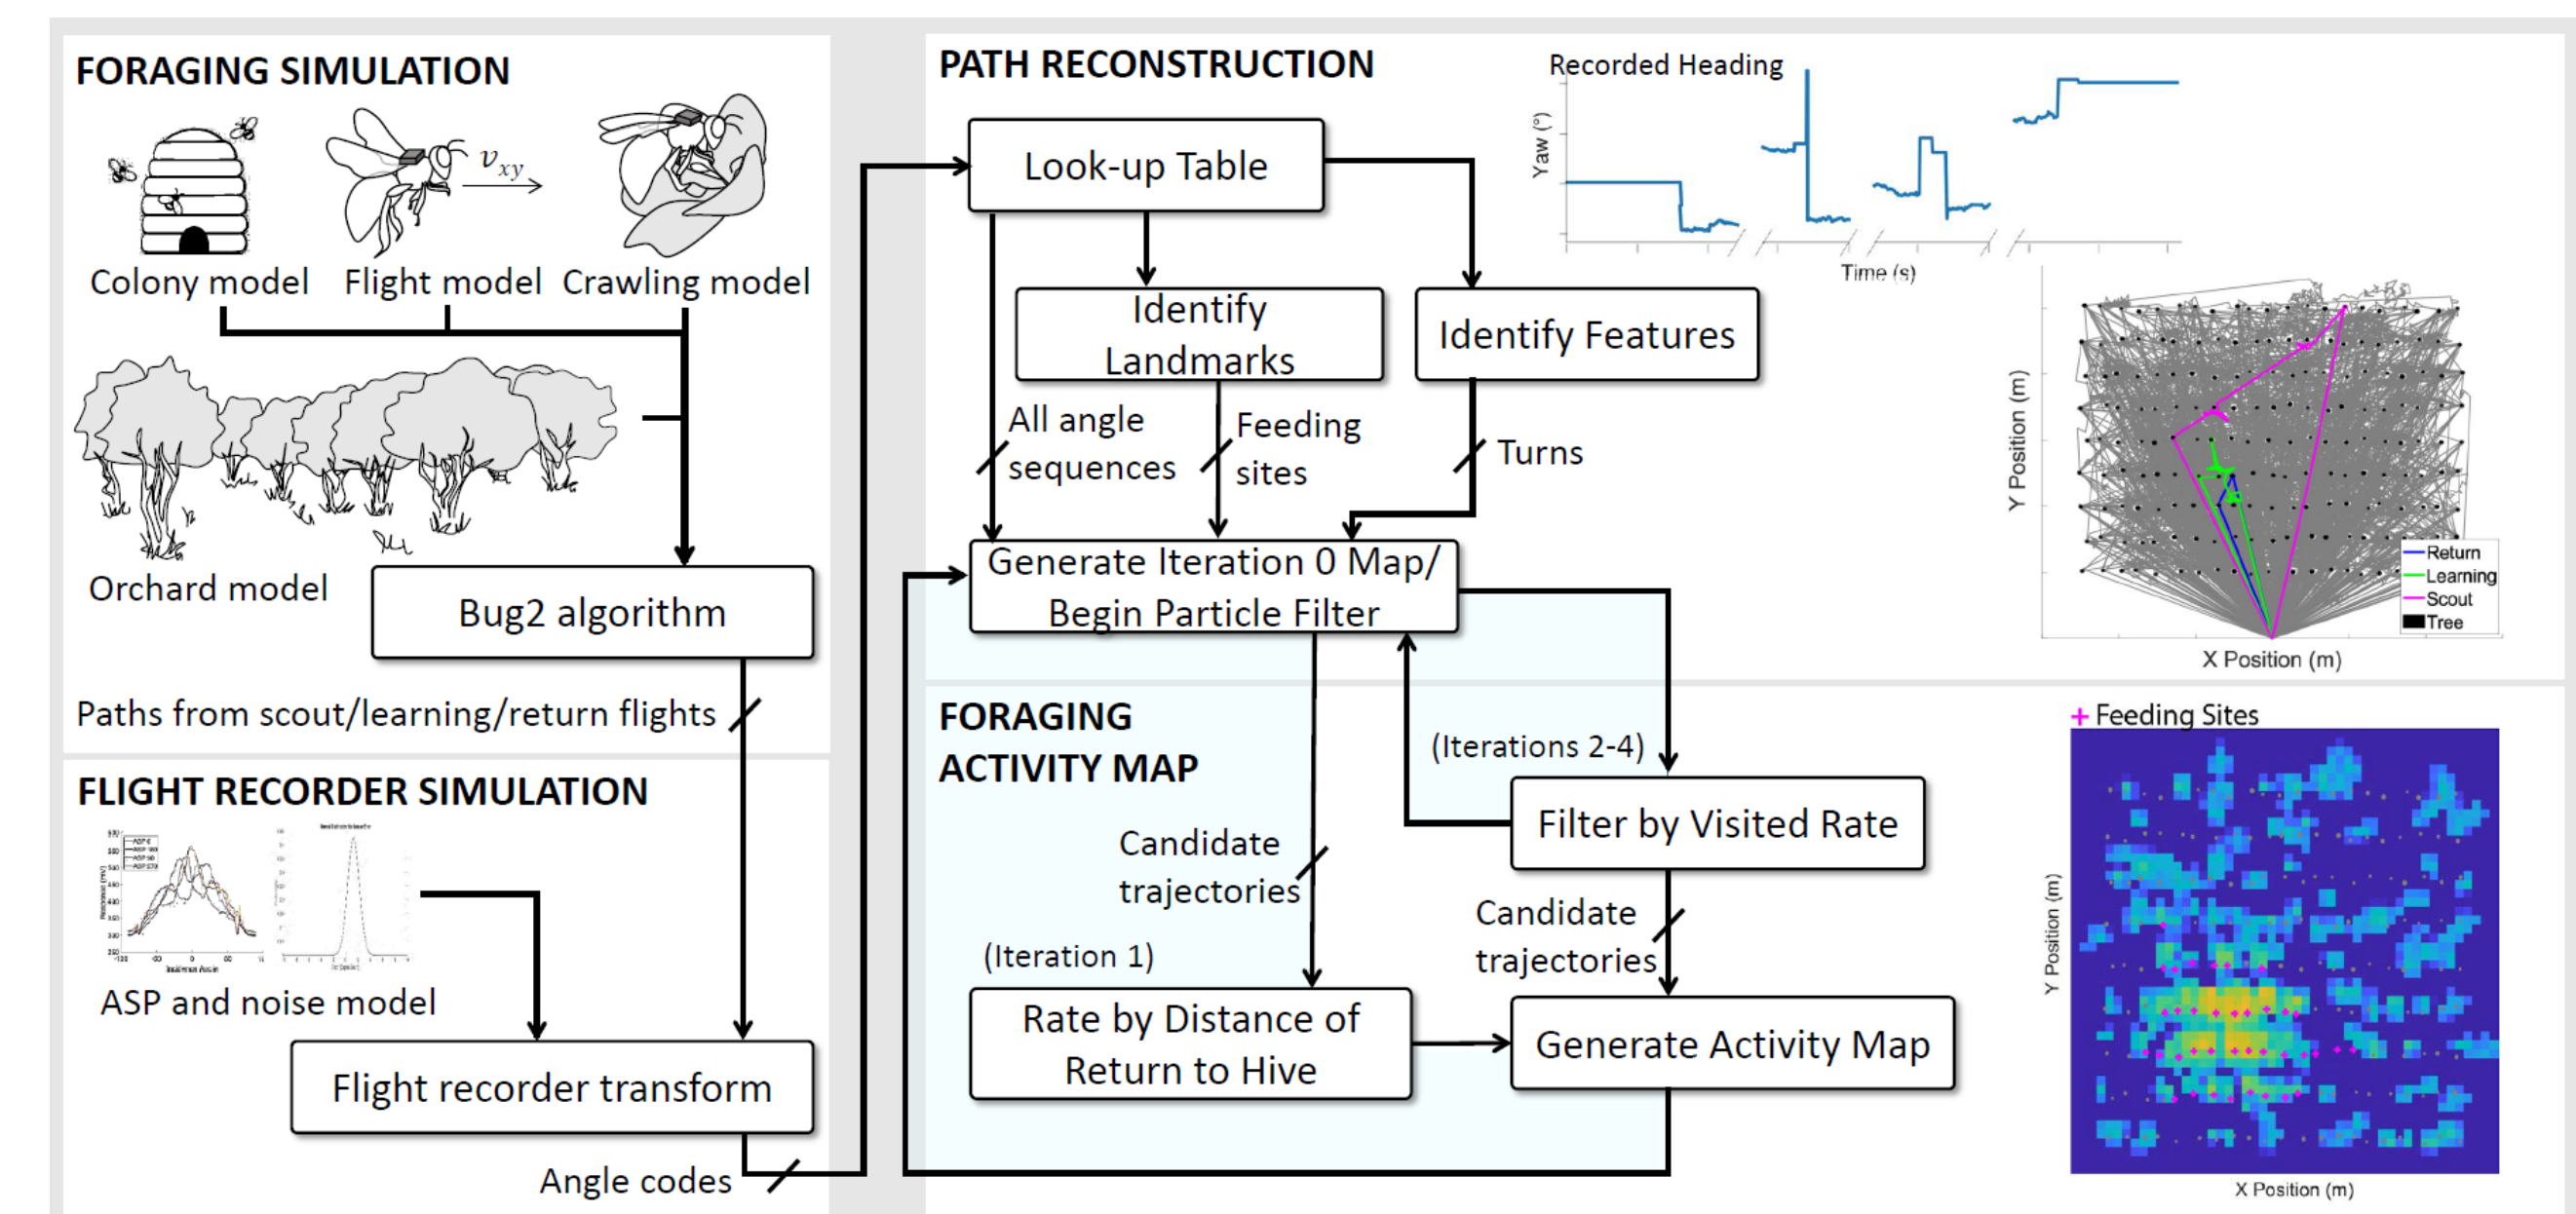 FORAGING SIMULATION
v_xy
Colony model
Flight model
Crawling model
Orchard model
Bug2 algorithm
Paths from scout/learning/return flights
FLIGHT RECORDER SIMULATION
ASP and noise model
Flight recorder transform
Angle codes
PATH RECONSTRUCTION
Look-up Table
Identify
Landmarks
Identify Features
All angle
sequences
Feeding
sites
Turns
Generate Iteration 0 Map/
Begin Particle Filter
Recorded Heading
Yaw (°)
Time (s)
Y Position (m)
Return
Learning
Scout
Tree
X Position (m)
FORAGING
ACTIVITY MAP
(Iterations 2-4)
Filter by Visited Rate
Candidate
trajectories
Candidate
trajectories
(Iteration 1)
Rate by Distance of
Return to Hive
Generate Activity Map
+ Feeding Sites
Y Position (m)
X Position (m)